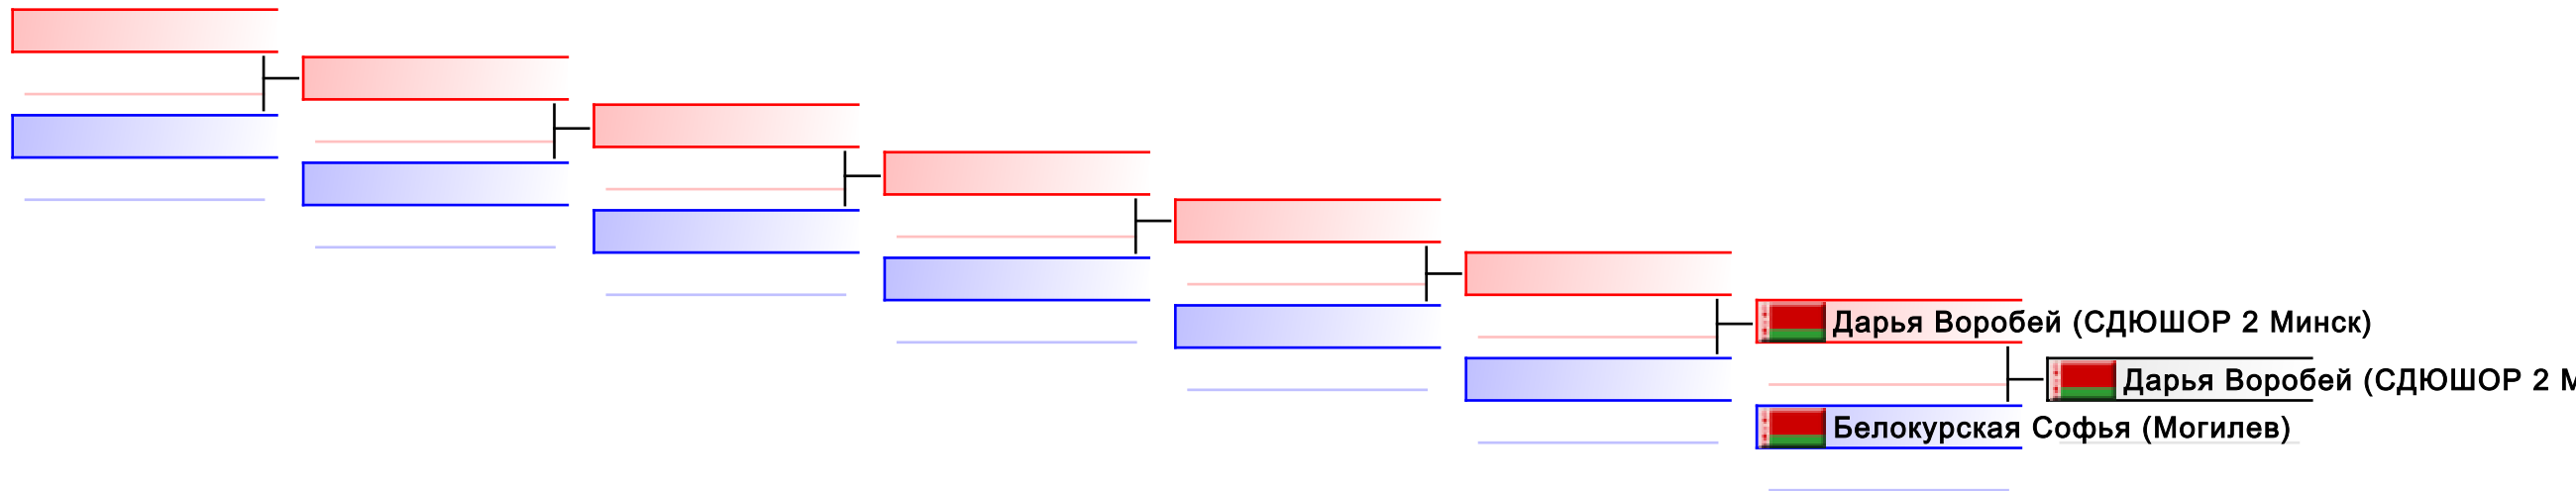 Дарья Воробей (СДЮШОР 2 Минск)
Дарья Воробей (СДЮШОР 2
Белокурская Софья (Могилев)